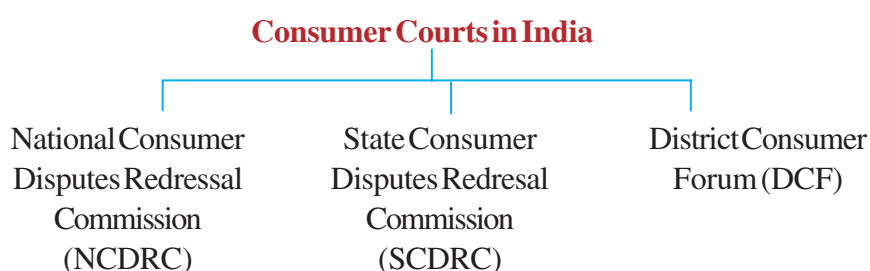 Consumer Courts in India
National Consumer
Disputes Redressal
Commission
(NCDRC)
State Consumer
Disputes Redresal
Commission
(SCDRC)
District Consumer
Forum (DCF)